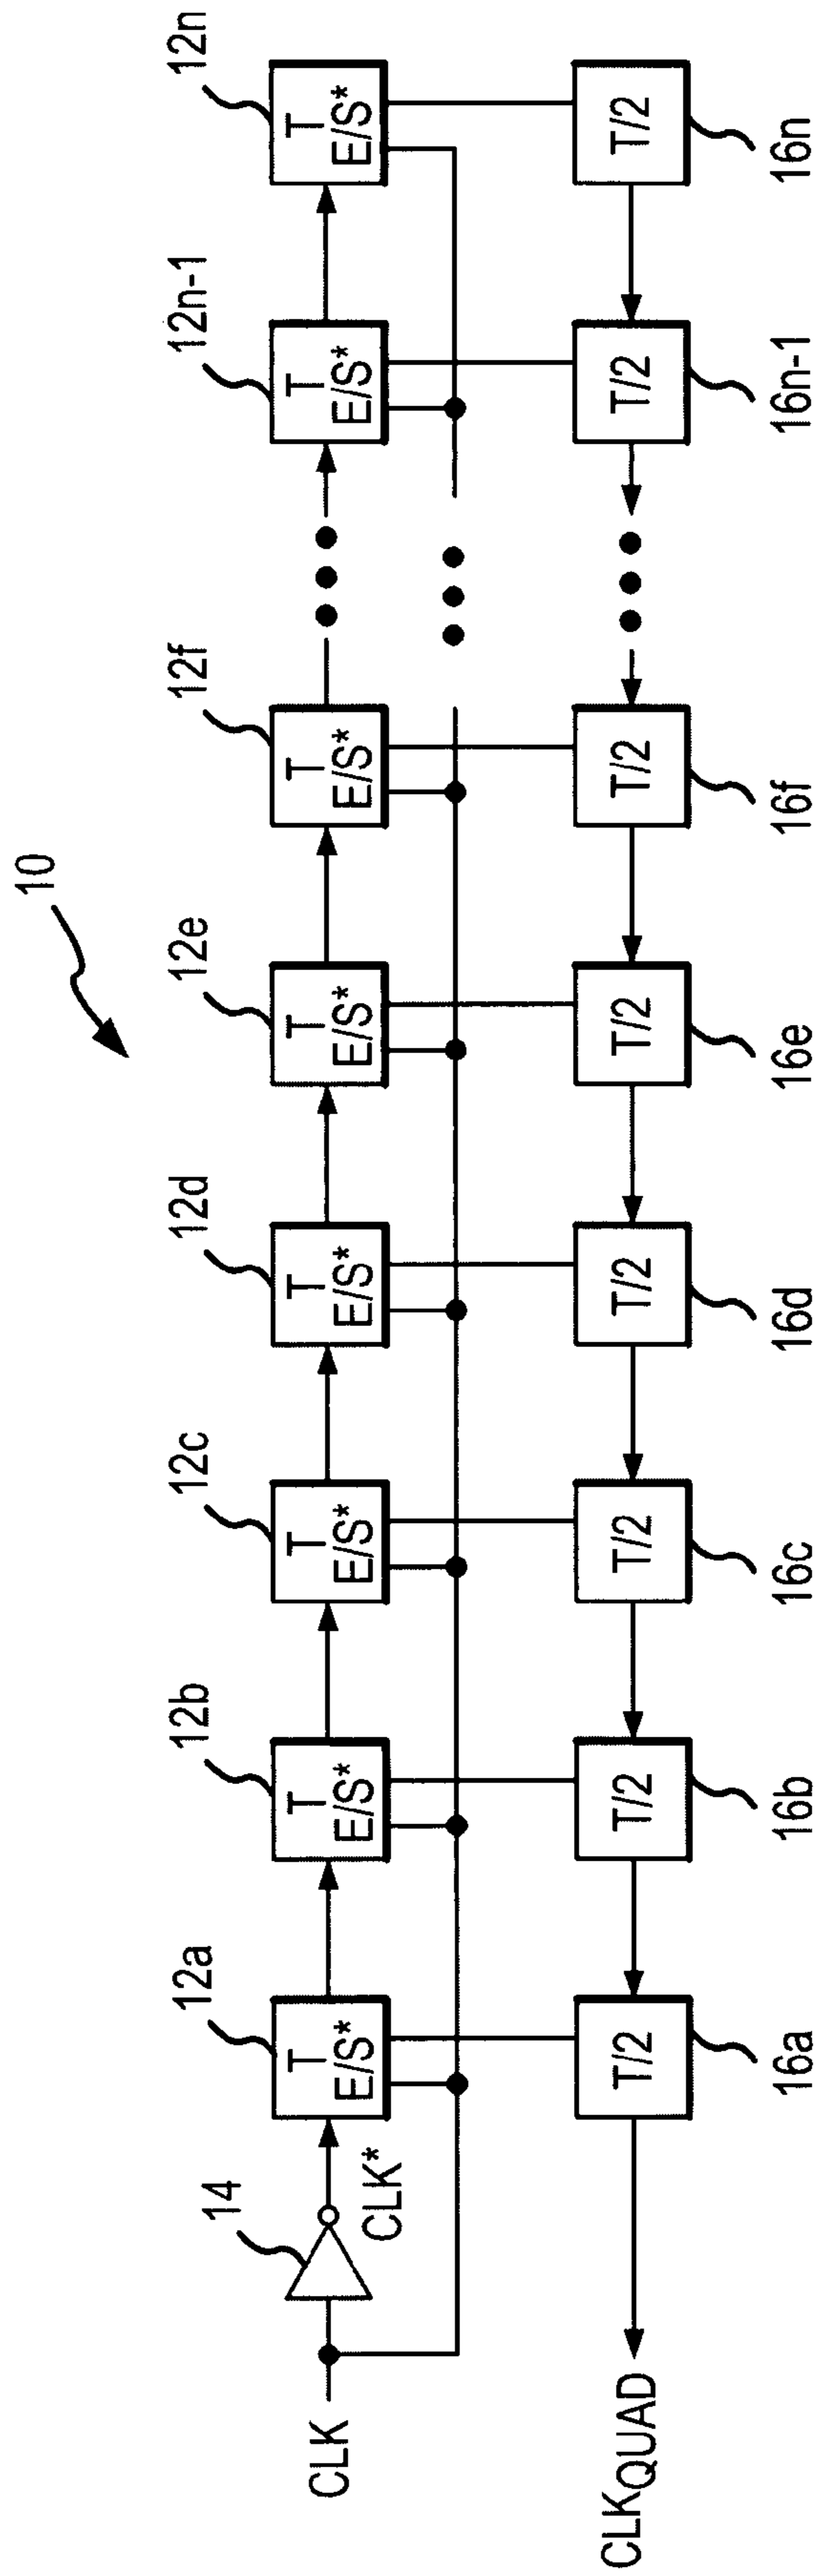 10
12a
12b
12c
12d
12e
12f
12n-1
12n
14
T
E/S*
T
E/S*
T
E/S*
T
E/S*
T
E/S*
T
E/S*
T
E/S*
T
E/S*
CLK
CLK*
T/2
T/2
T/2
T/2
T/2
T/2
T/2
T/2
CLKQUAD
16a
16b
16c
16d
16e
16f
16n-1
16n